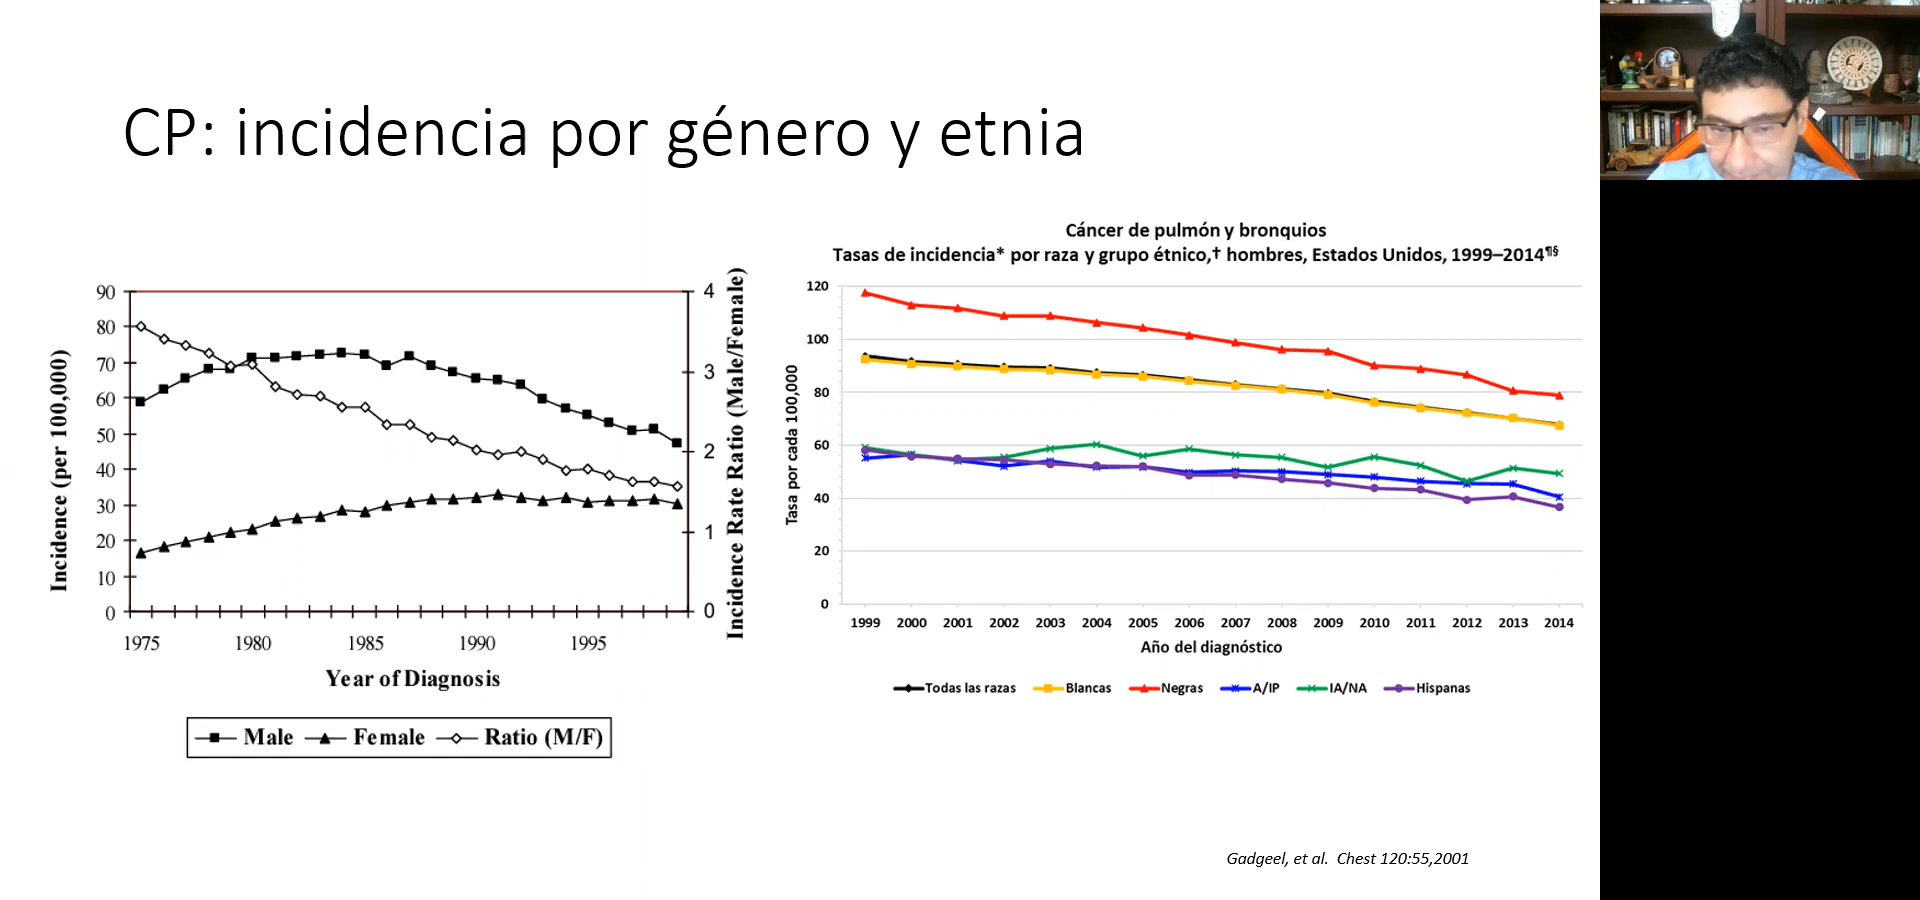 CP: incidencia por género y etnia
90
80
70
60
50
40
30
20
10
0
Incidence (per 100,000)
4
3
2
1
0
Incidence Rate Ratio (Male/Female)
1975 1980 1985 1990 1995
Year of Diagnosis
Male Female Ratio (M/F)
Cáncer de pulmón y bronquios
Tasas de incidencia* por raza y grupo étnico,† hombres, Estados Unidos, 1999–2014¶§
120
100
80
60
40
20
0
Tasa por cada 100,000
1999 2000 2001 2002 2003 2004 2005 2006 2007 2008 2009 2010 2011 2012 2013 2014
Año del diagnóstico
Todas las razas Blancas Negras A/IP IA/NA Hispanas
Gadgeel, et al. Chest 120:55,2001